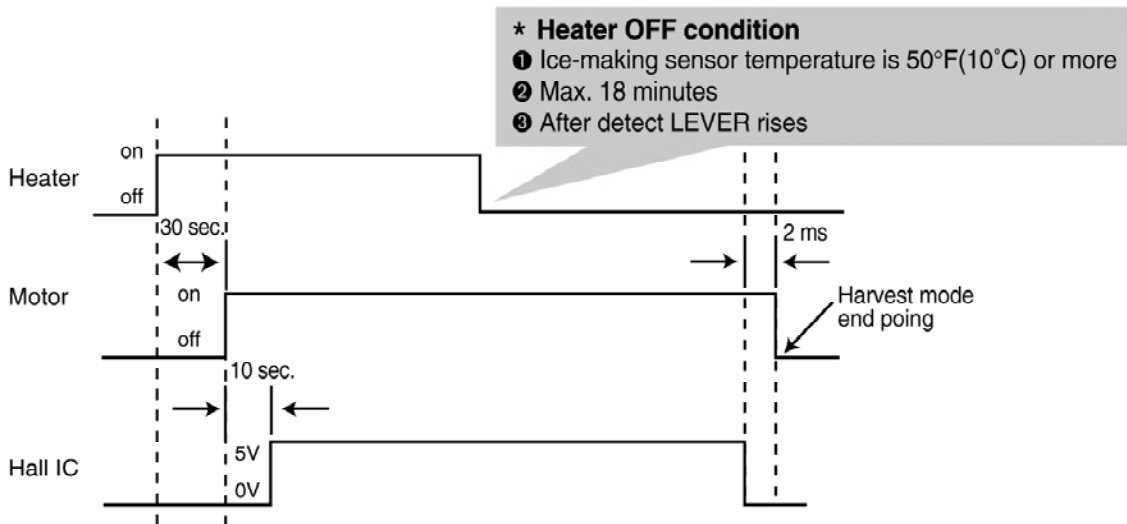 * Heater OFF condition
❶ Ice-making sensor temperature is 50°F(10˚C) or more
❷ Max. 18 minutes
❸ After detect LEVER rises
on
Heater
off
30 sec.
2 ms
Motor
on
off
Harvest mode
end poing
10 sec.
5V
Hall IC
0V